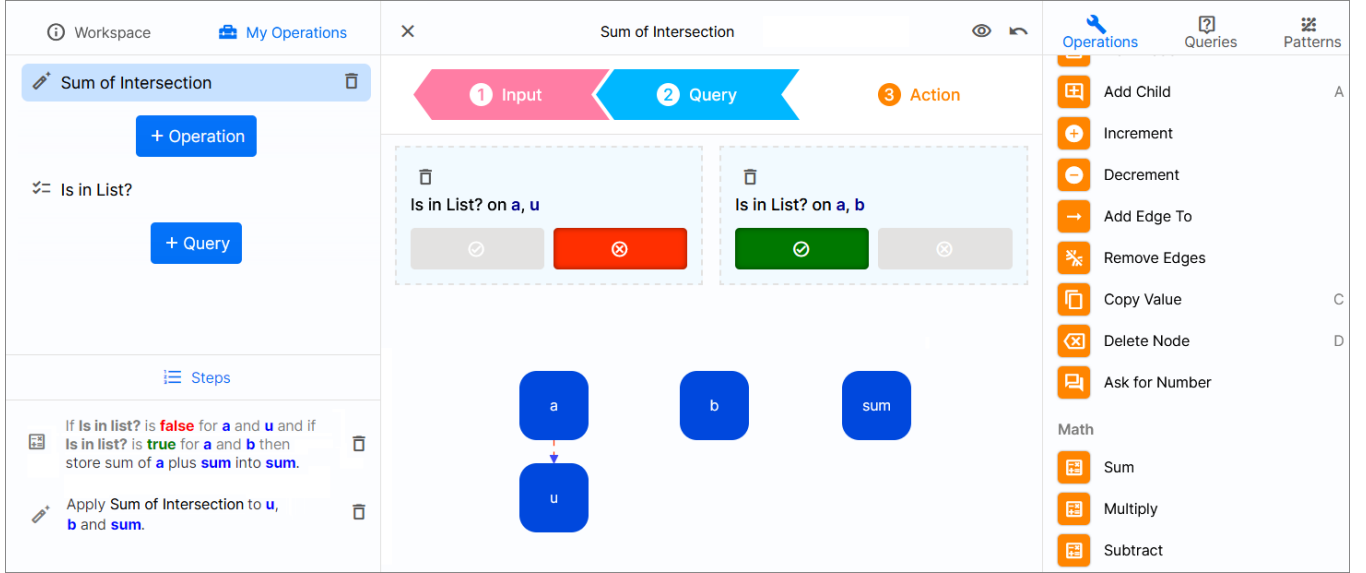 Workspace
My Operations
Sum of Intersection
+ Operation
Is in List?
+ Query
Steps
If Is in list? is false for a and u and if
Is in list? is true for a and b then
store sum of a plus sum into sum.
Apply Sum of Intersection to u,
b and sum.
Sum of Intersection
1 Input
2 Query
3 Action
Is in List? on a, u
Is in List? on a, b
a
b
sum
u
Operations
Queries
Patterns
Add Child A
Increment
Decrement
Add Edge To
Remove Edges
Copy Value C
Delete Node D
Ask for Number
Math
Sum
Multiply
Subtract